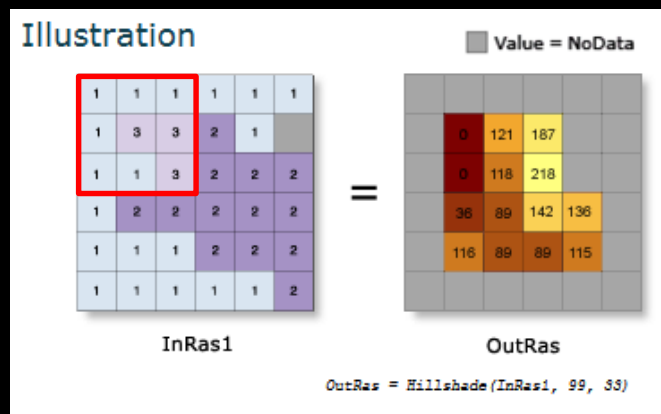 Illustration
Value = NoData
1 1 1 1 1 1
1 3 3 2 1
1 1 3 2 2 2
1 2 2 2 2 2
1 1 1 2 2 2
1 1 1 1 1 2
=
0 121 187
0 118 218
36 89 142 136
116 89 89 115
InRas1
OutRas
OutRas = Hillshade(InRas1, 99, 33)